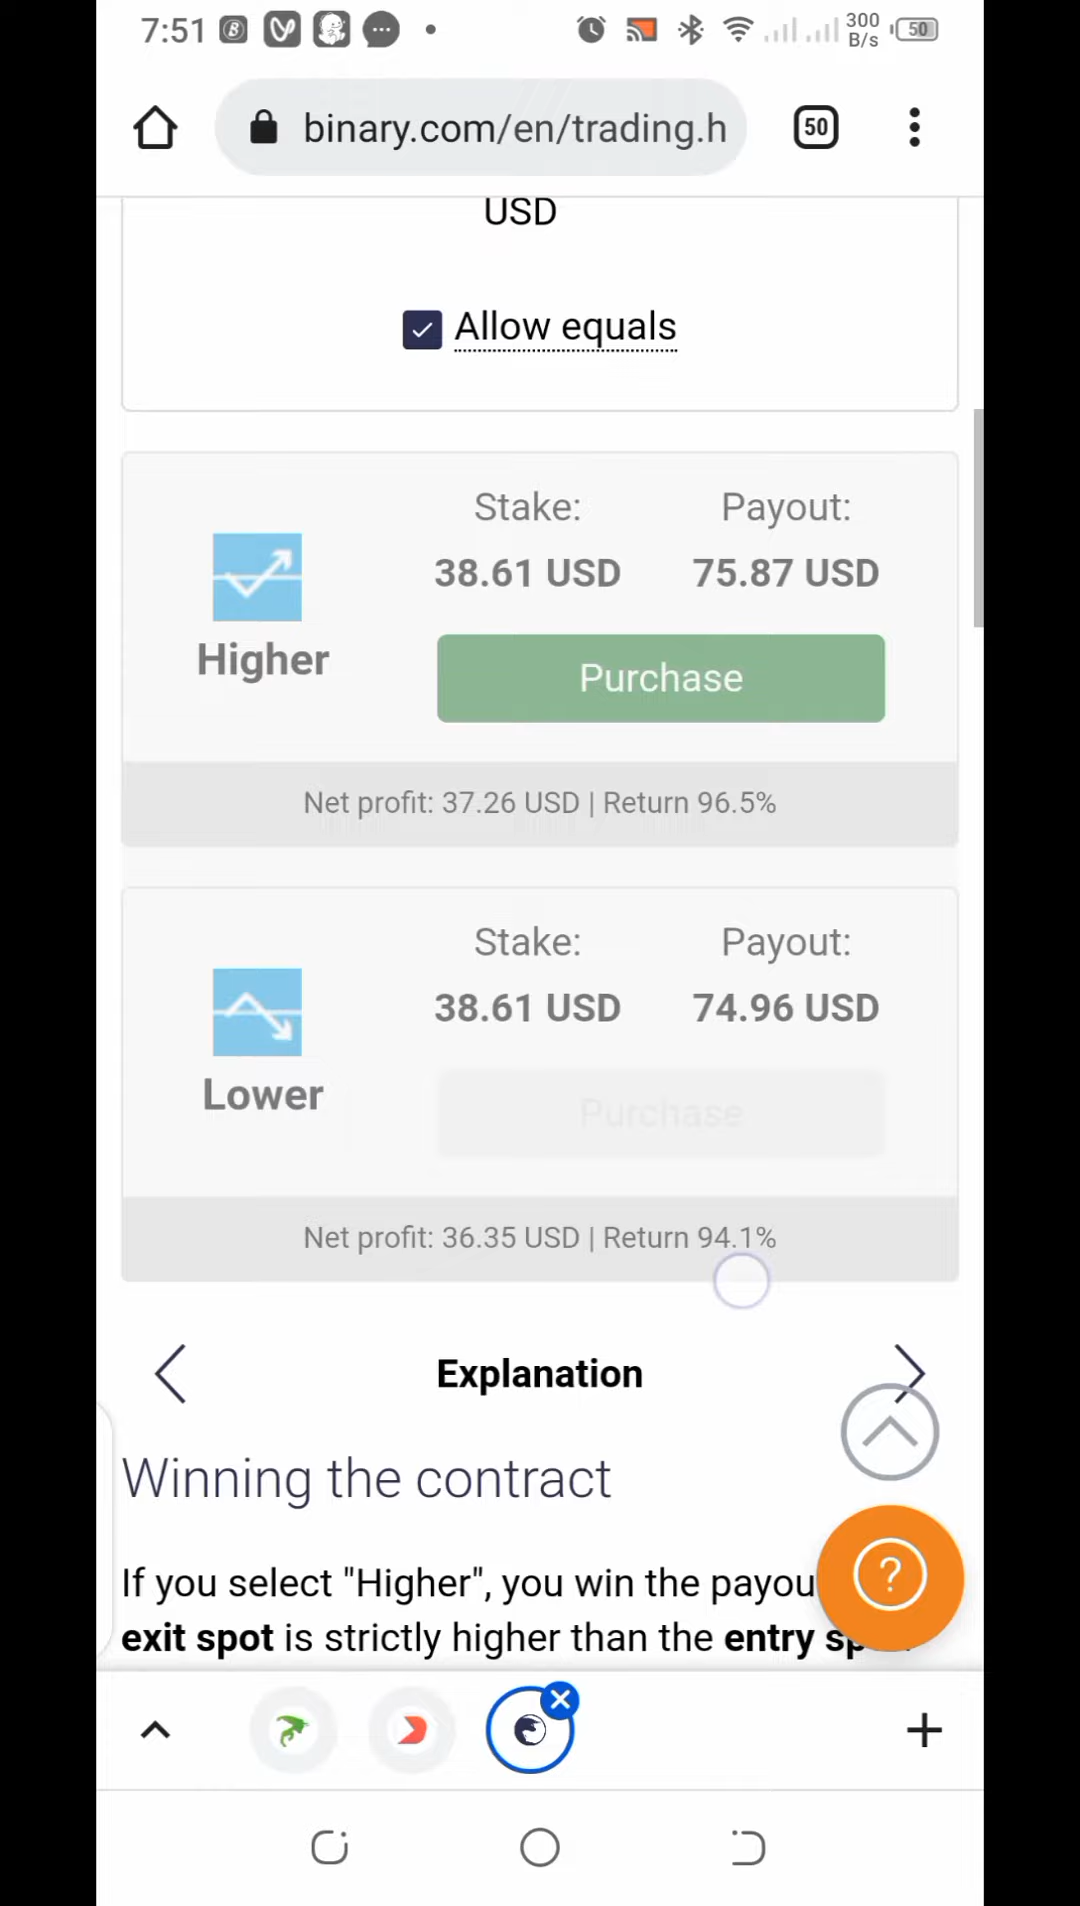 7:51
300
B/s
50
binary.com/en/trading.h
50
USD
Allow equals
Stake:
Payout:
38.61 USD
75.87 USD
Higher
Purchase
Net profit: 37.26 USD | Return 96.5%
Stake:
Payout:
38.61 USD
74.96 USD
Lower
Purchase
Net profit: 36.35 USD | Return 94.1%
Explanation
Winning the contract
If you select "Higher", you win the payou
?
exit spot is strictly higher than the entry sp